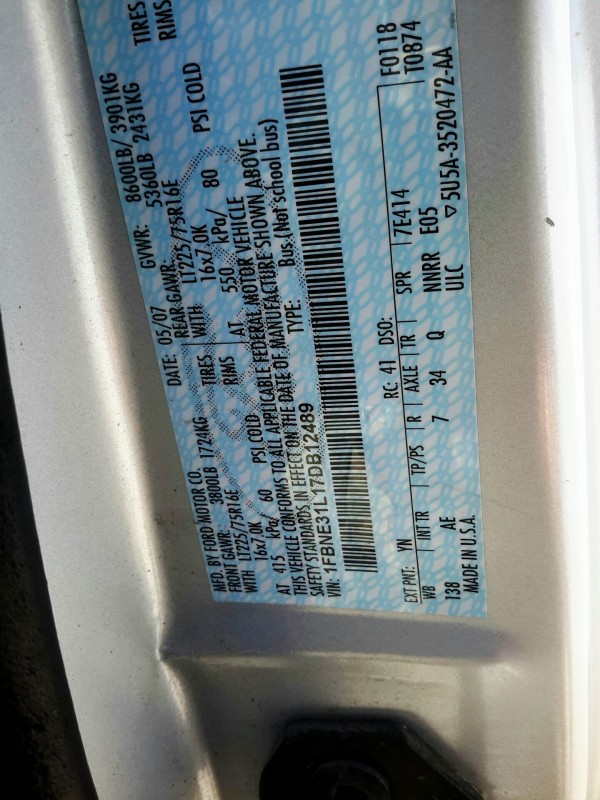 MFD. BY FORD MOTOR CO.
DATE: 05/07 GVWR: 8600LB/ 3901KG
FRONT GAWR: 3800LB 1724KG REAR GAWR: 5360LB 2431KG
WITH LT225/75R16E TIRES WITH LT225/75R16E TIRES
16x7.0K RIMS 16x7.0K RIMS
AT 415 kPa/ 60 PSI COLD AT 550 kPa/ 80 PSI COLD
THIS VEHICLE CONFORMS TO ALL APPLICABLE FEDERAL MOTOR VEHICLE
SAFETY STANDARDS IN EFFECT ON THE DATE OF MANUFACTURE SHOWN ABOVE.
VIN: 1FBNE31L17DB12489 TYPE: Bus (Not school bus)
F0118
T0874
EXT PNT: YN RC: 41 DSO:
WB INT TR TP/PS R AXLE TR SPR 7E414
138 AE 7 34 Q NNRR E05
MADE IN U.S.A. ULC ▽5U5A-3520472-AA